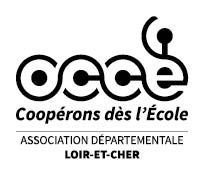 occe
Coopérons dès l'École
ASSOCIATION DÉPARTEMENTALE
LOIR-ET-CHER